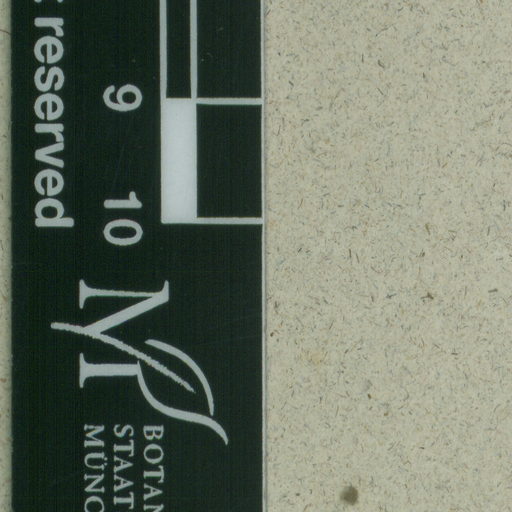 reserved
9
10
M
BOTAN
STAAT
MÜNC